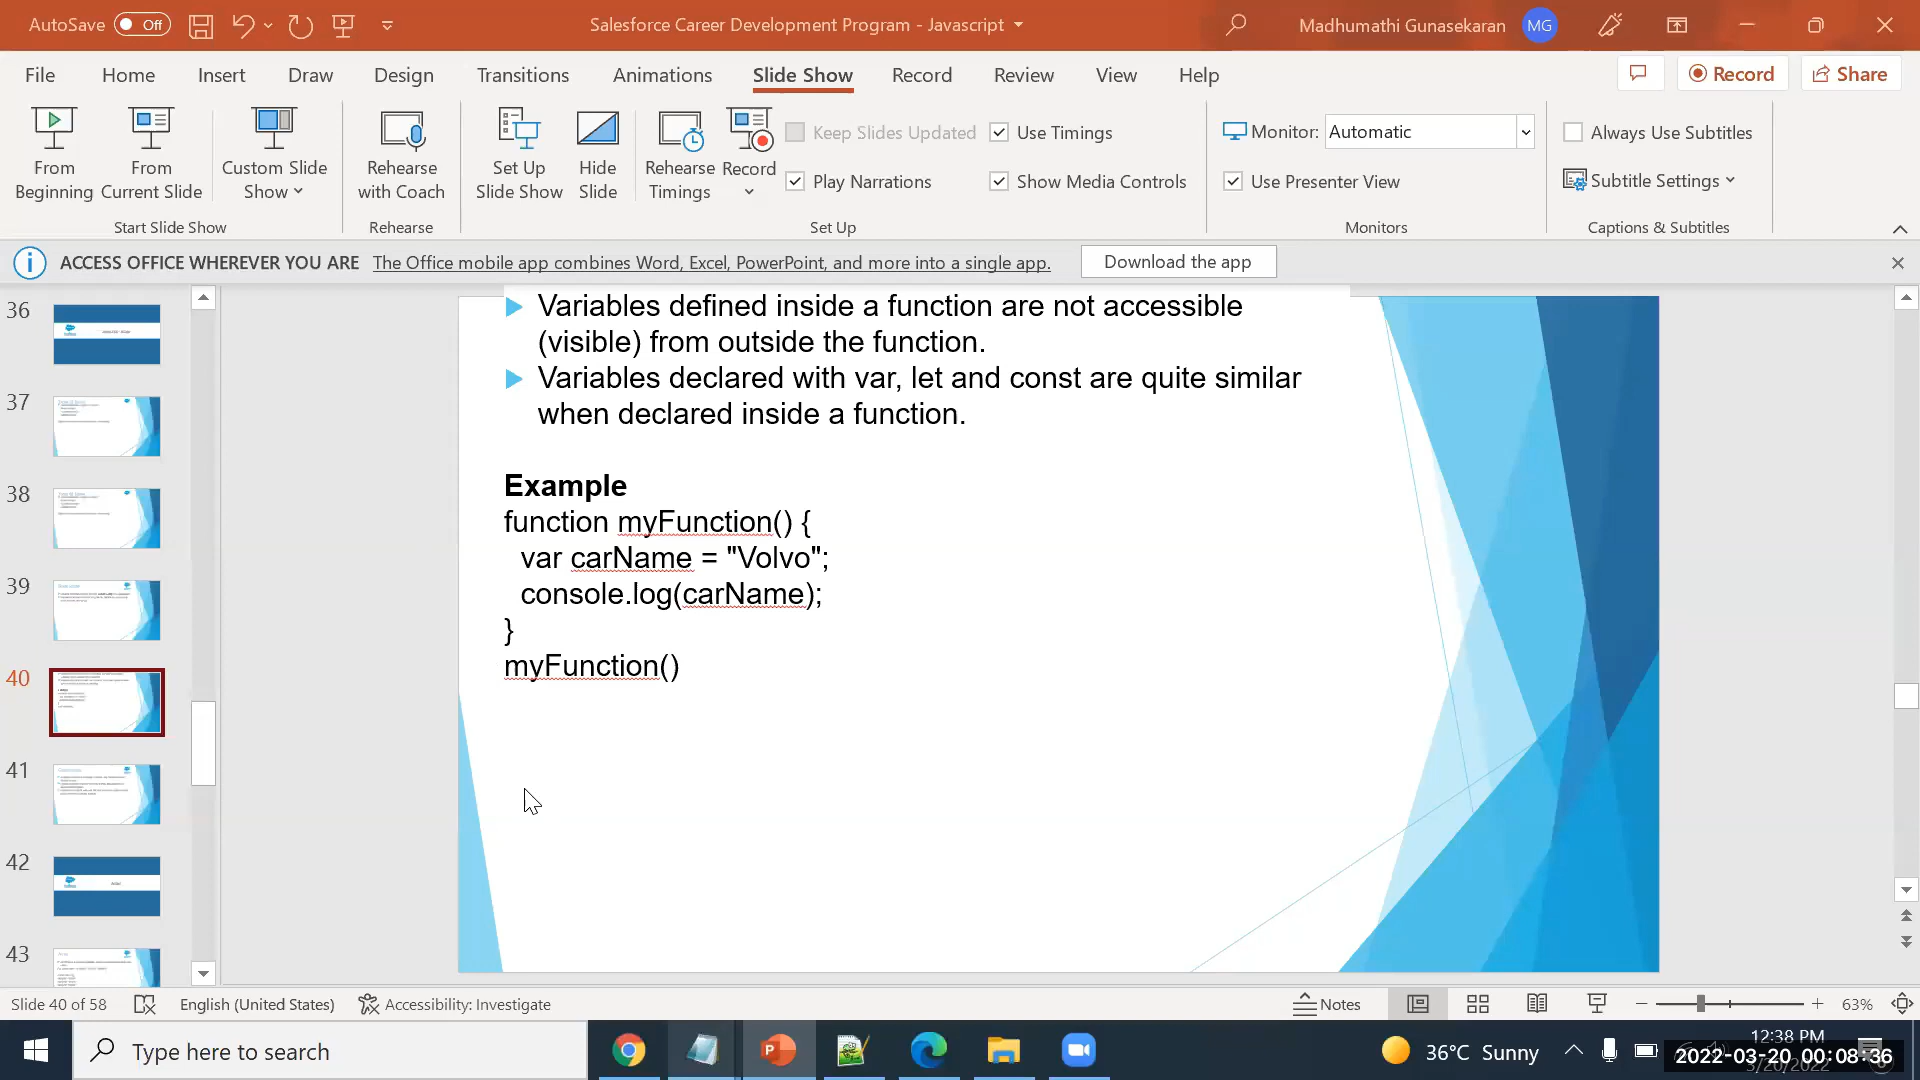 AutoSave Off Salesforce Career Development Program - Javascript Madhumathi Gunasekaran MG
File Home Insert Draw Design Transitions Animations Slide Show Record Review View Help Record Share
From Beginning
From Current Slide
Custom Slide Show
Start Slide Show
Rehearse with Coach
Rehearse
Set Up Slide Show
Hide Slide
Rehearse Timings
Record
Keep Slides Updated
Play Narrations
Use Timings
Show Media Controls
Set Up
Monitor: Automatic
Use Presenter View
Monitors
Always Use Subtitles
Subtitle Settings
Captions & Subtitles
ACCESS OFFICE WHEREVER YOU ARE The Office mobile app combines Word, Excel, PowerPoint, and more into a single app. Download the app
36
37
38
39
40
41
42
43
Variables defined inside a function are not accessible
(visible) from outside the function.
Variables declared with var, let and const are quite similar
when declared inside a function.
Example
function myFunction() {
var carName = "Volvo";
console.log(carName);
}
myFunction()
Slide 40 of 58 English (United States) Accessibility: Investigate Notes 63%
Type here to search 36°C Sunny 12:38 PM
3/20/2022
2022-03-20 00:08:36